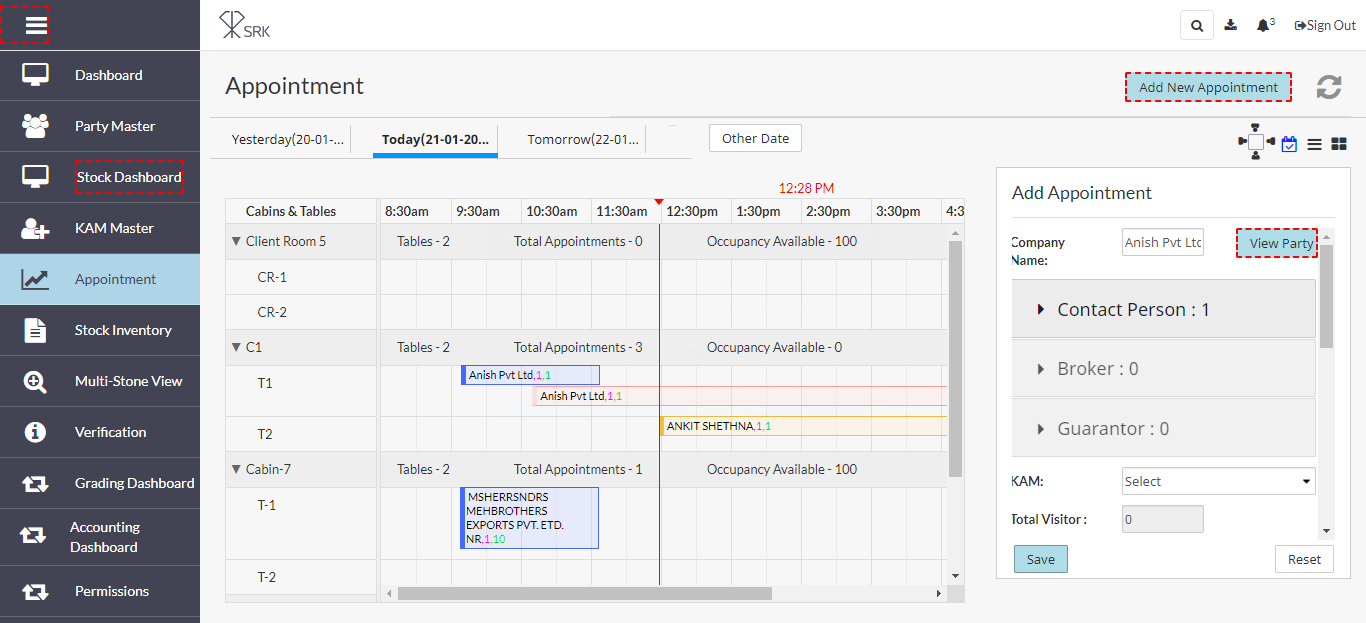 SRK
3
Sign Out
Dashboard
Party Master
Stock Dashboard
KAM Master
Appointment
Stock Inventory
Multi-Stone View
Verification
Grading Dashboard
Accounting
Dashboard
Permissions
Appointment
Add New Appointment
Yesterday(20-01-...
Today(21-01-20...
Tomorrow(22-01...
Other Date
12:28 PM
Cabins & Tables 8:30am 9:30am 10:30am 11:30am 12:30pm 1:30pm 2:30pm 3:30pm 4:3
Client Room 5 Tables - 2 Total Appointments - 0 Occupancy Available - 100
CR-1
CR-2
C1 Tables - 2 Total Appointments - 3 Occupancy Available - 0
T1 Anish Pvt Ltd,1,1
Anish Pvt Ltd,1,1
T2 ANKIT SHETHNA,1,1
Cabin-7 Tables - 2 Total Appointments - 1 Occupancy Available - 100
T-1 MSHERRSNDRS
MEHBROTHERS
EXPORTS PVT. ETD.
NR,1,10
T-2
Add Appointment
Company
Name:
Anish Pvt Ltc
View Party
Contact Person : 1
Broker : 0
Guarantor : 0
KAM: Select
Total Visitor : 0
Save Reset